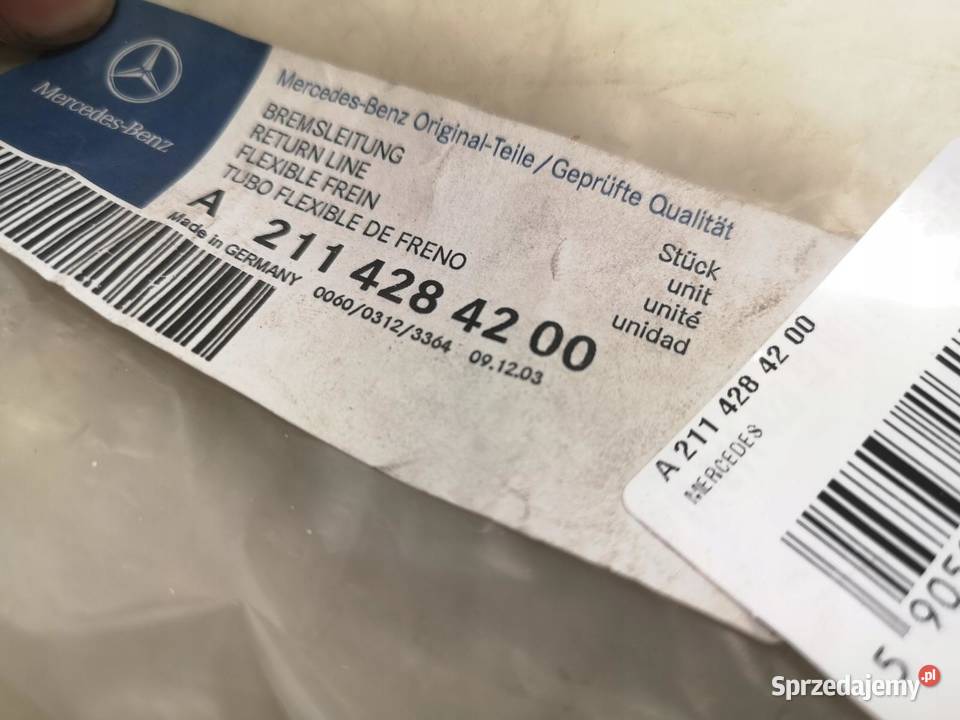 Mercedes-Benz
Mercedes-Benz Original-Teile/Geprüfte Qualität
BREMSLEITUNG
RETURN LINE
FLEXIBLE FREIN
TUBO FLEXIBLE DE FRENO
Stück
unit
unité
unidad
A 211 428 42 00
Made in GERMANY 0060/0312/3364 09.12.03
A 211 428 42 00
MERCEDES
5 905
Sprzedajemy.pl